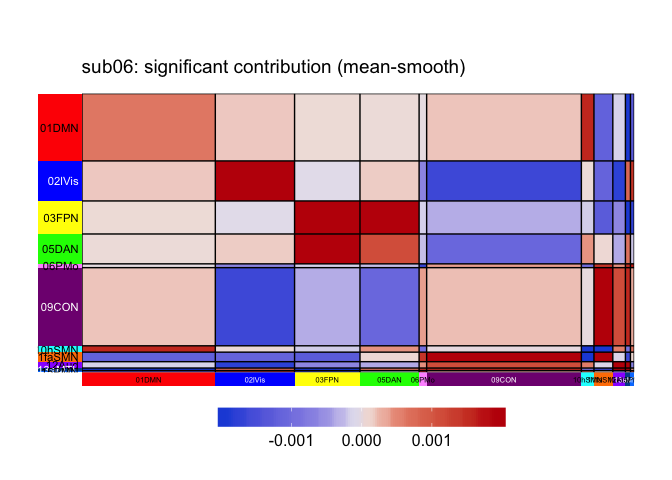 sub06: significant contribution (mean-smooth)
01DMN
02lVis
03FPN
05DAN
06PMo
09CON
01DMN
02lVis
03FPN
05DAN
06PMo
09CON
-0.001
0.000
0.001